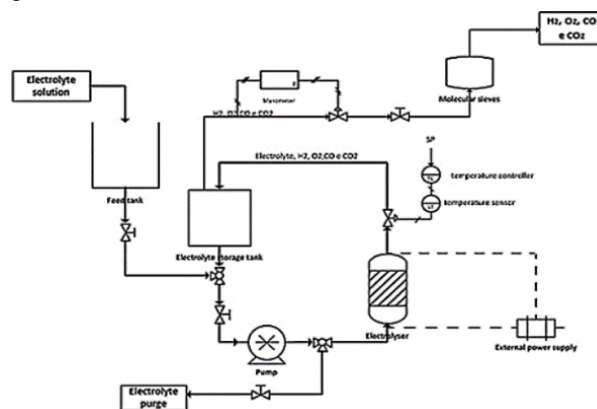 H2, O2, CO
e CO2
Electrolyte
solution
Manometer
H2, O2,CO e CO2
Molecular sieves
SP
Electrolyte, H2, O2,CO e CO2
temperature controller
temperature sensor
Feed tank
Electrolyte storage tank
Electrolyser
External power supply
Pump
Electrolyte
purge